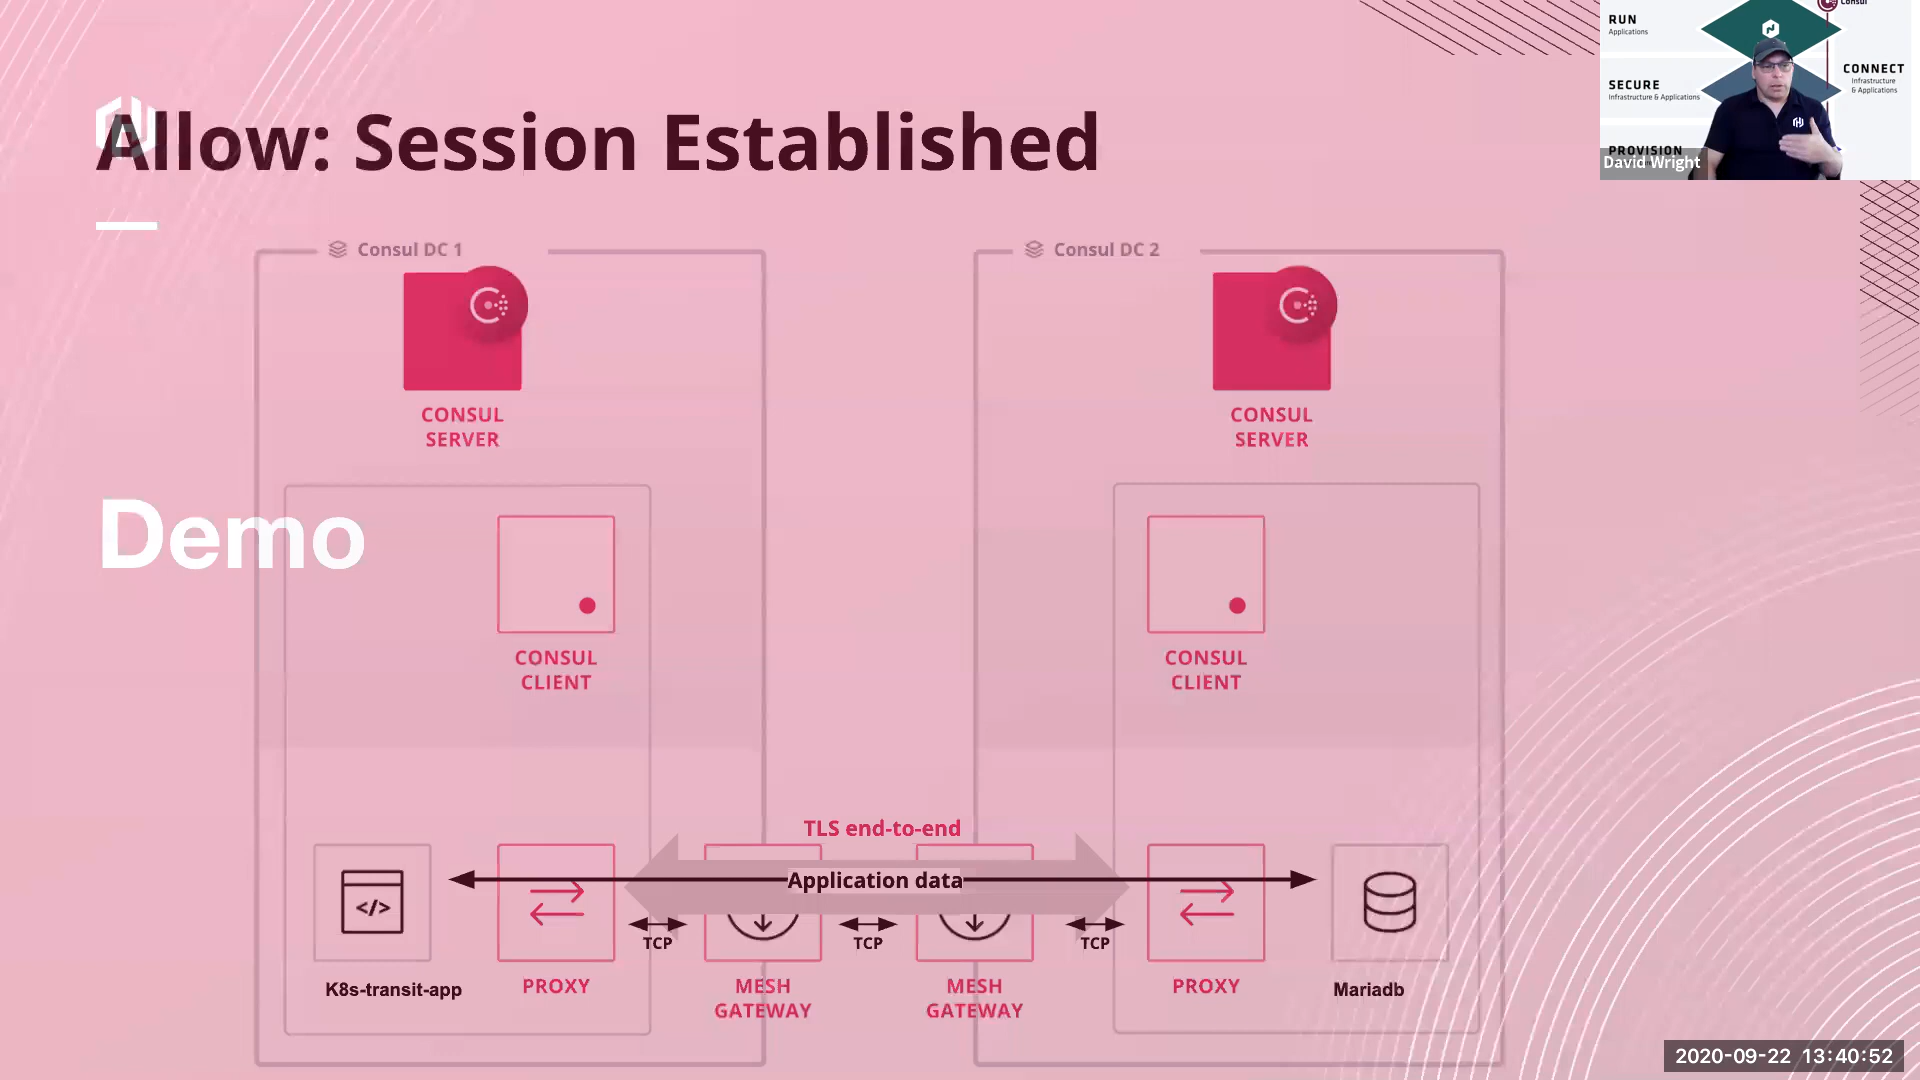 RUN
Applications
Consul
SECURE
Infrastructure & Applications
CONNECT
Infrastructure
& Applications
PROVISION
David Wright
Allow: Session Established
Consul DC 1
Consul DC 2
CONSUL
SERVER
CONSUL
SERVER
Demo
CONSUL
CLIENT
CONSUL
CLIENT
TLS end-to-end
Application data
</>
TCP
TCP
TCP
K8s-transit-app
PROXY
MESH
GATEWAY
MESH
GATEWAY
PROXY
Mariadb
2020-09-22 13:40:52